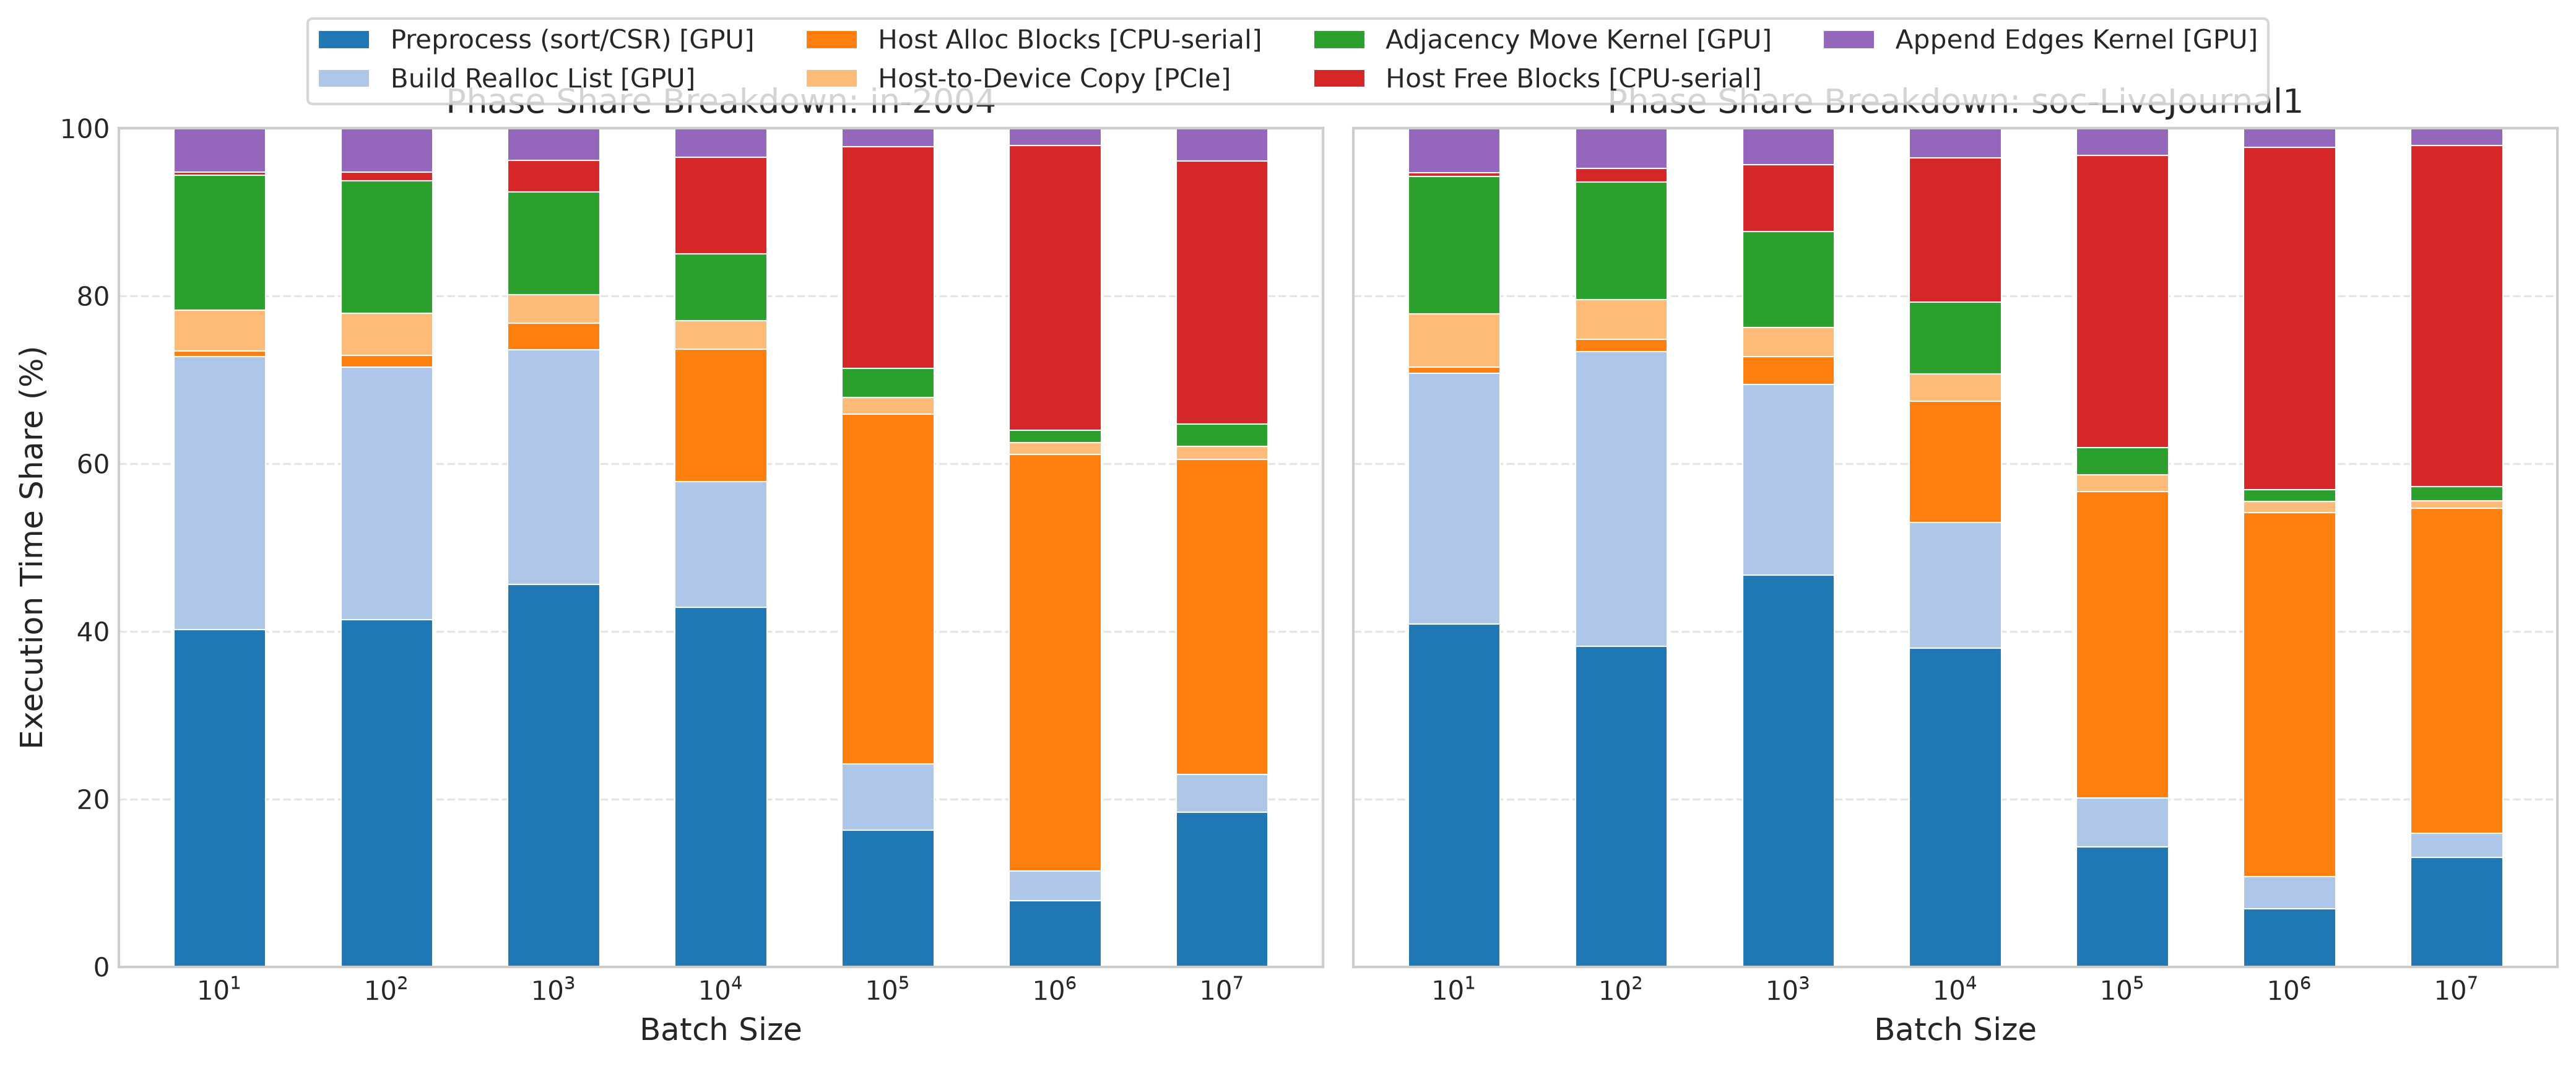 Preprocess (sort/CSR) [GPU]
Build Realloc List [GPU]
Host Alloc Blocks [CPU-serial]
Host-to-Device Copy [PCIe]
Adjacency Move Kernel [GPU]
Host Free Blocks [CPU-serial]
Append Edges Kernel [GPU]
Phase Share Breakdown: in-2004
Phase Share Breakdown: soc-LiveJournal1
Execution Time Share (%)
100
80
60
40
20
0
10¹ 10² 10³ 10⁴ 10⁵ 10⁶ 10⁷
Batch Size
10¹ 10² 10³ 10⁴ 10⁵ 10⁶ 10⁷
Batch Size